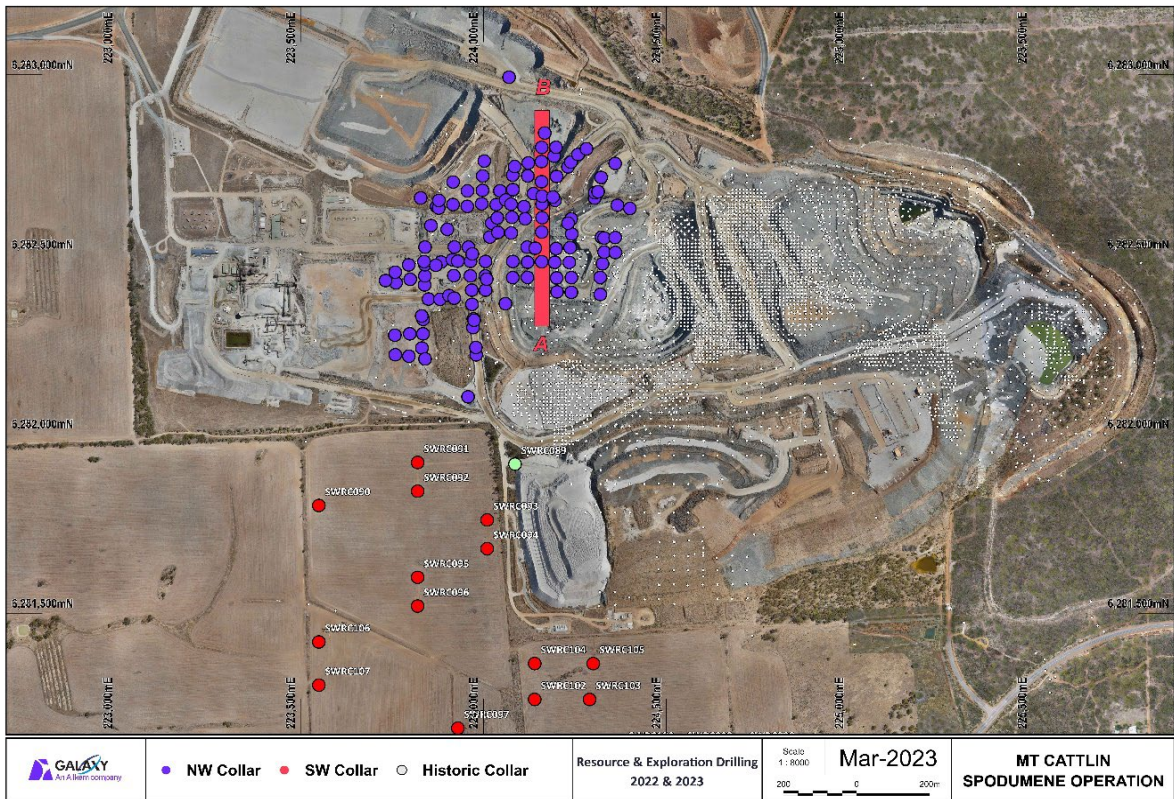 223,000mE 223,500mE 224,000mE 224,500mE 225,000mE 225,500mE
6,283,000mN 6,283,000mN
B
6,282,500mN 6,282,500mN
A
6,282,000mN 6,282,000mN
SWRC091 SWRC089
SWRC092
SWRC090
SWRC093
SWRC094
SWRC095
SWRC096
6,281,500mN 6,281,500mN
SWRC106
SWRC104 SWRC105
SWRC107
SWRC102 SWRC103
SWRC097
223,000mE 223,500mE 224,000mE 224,500mE 225,000mE 225,500mE
GALAXY
An Allkem company
NW Collar SW Collar Historic Collar
Resource & Exploration Drilling
2022 & 2023
Scale
1 : 8000
Mar-2023
200 0 200m
MT CATTLIN
SPODUMENE OPERATION